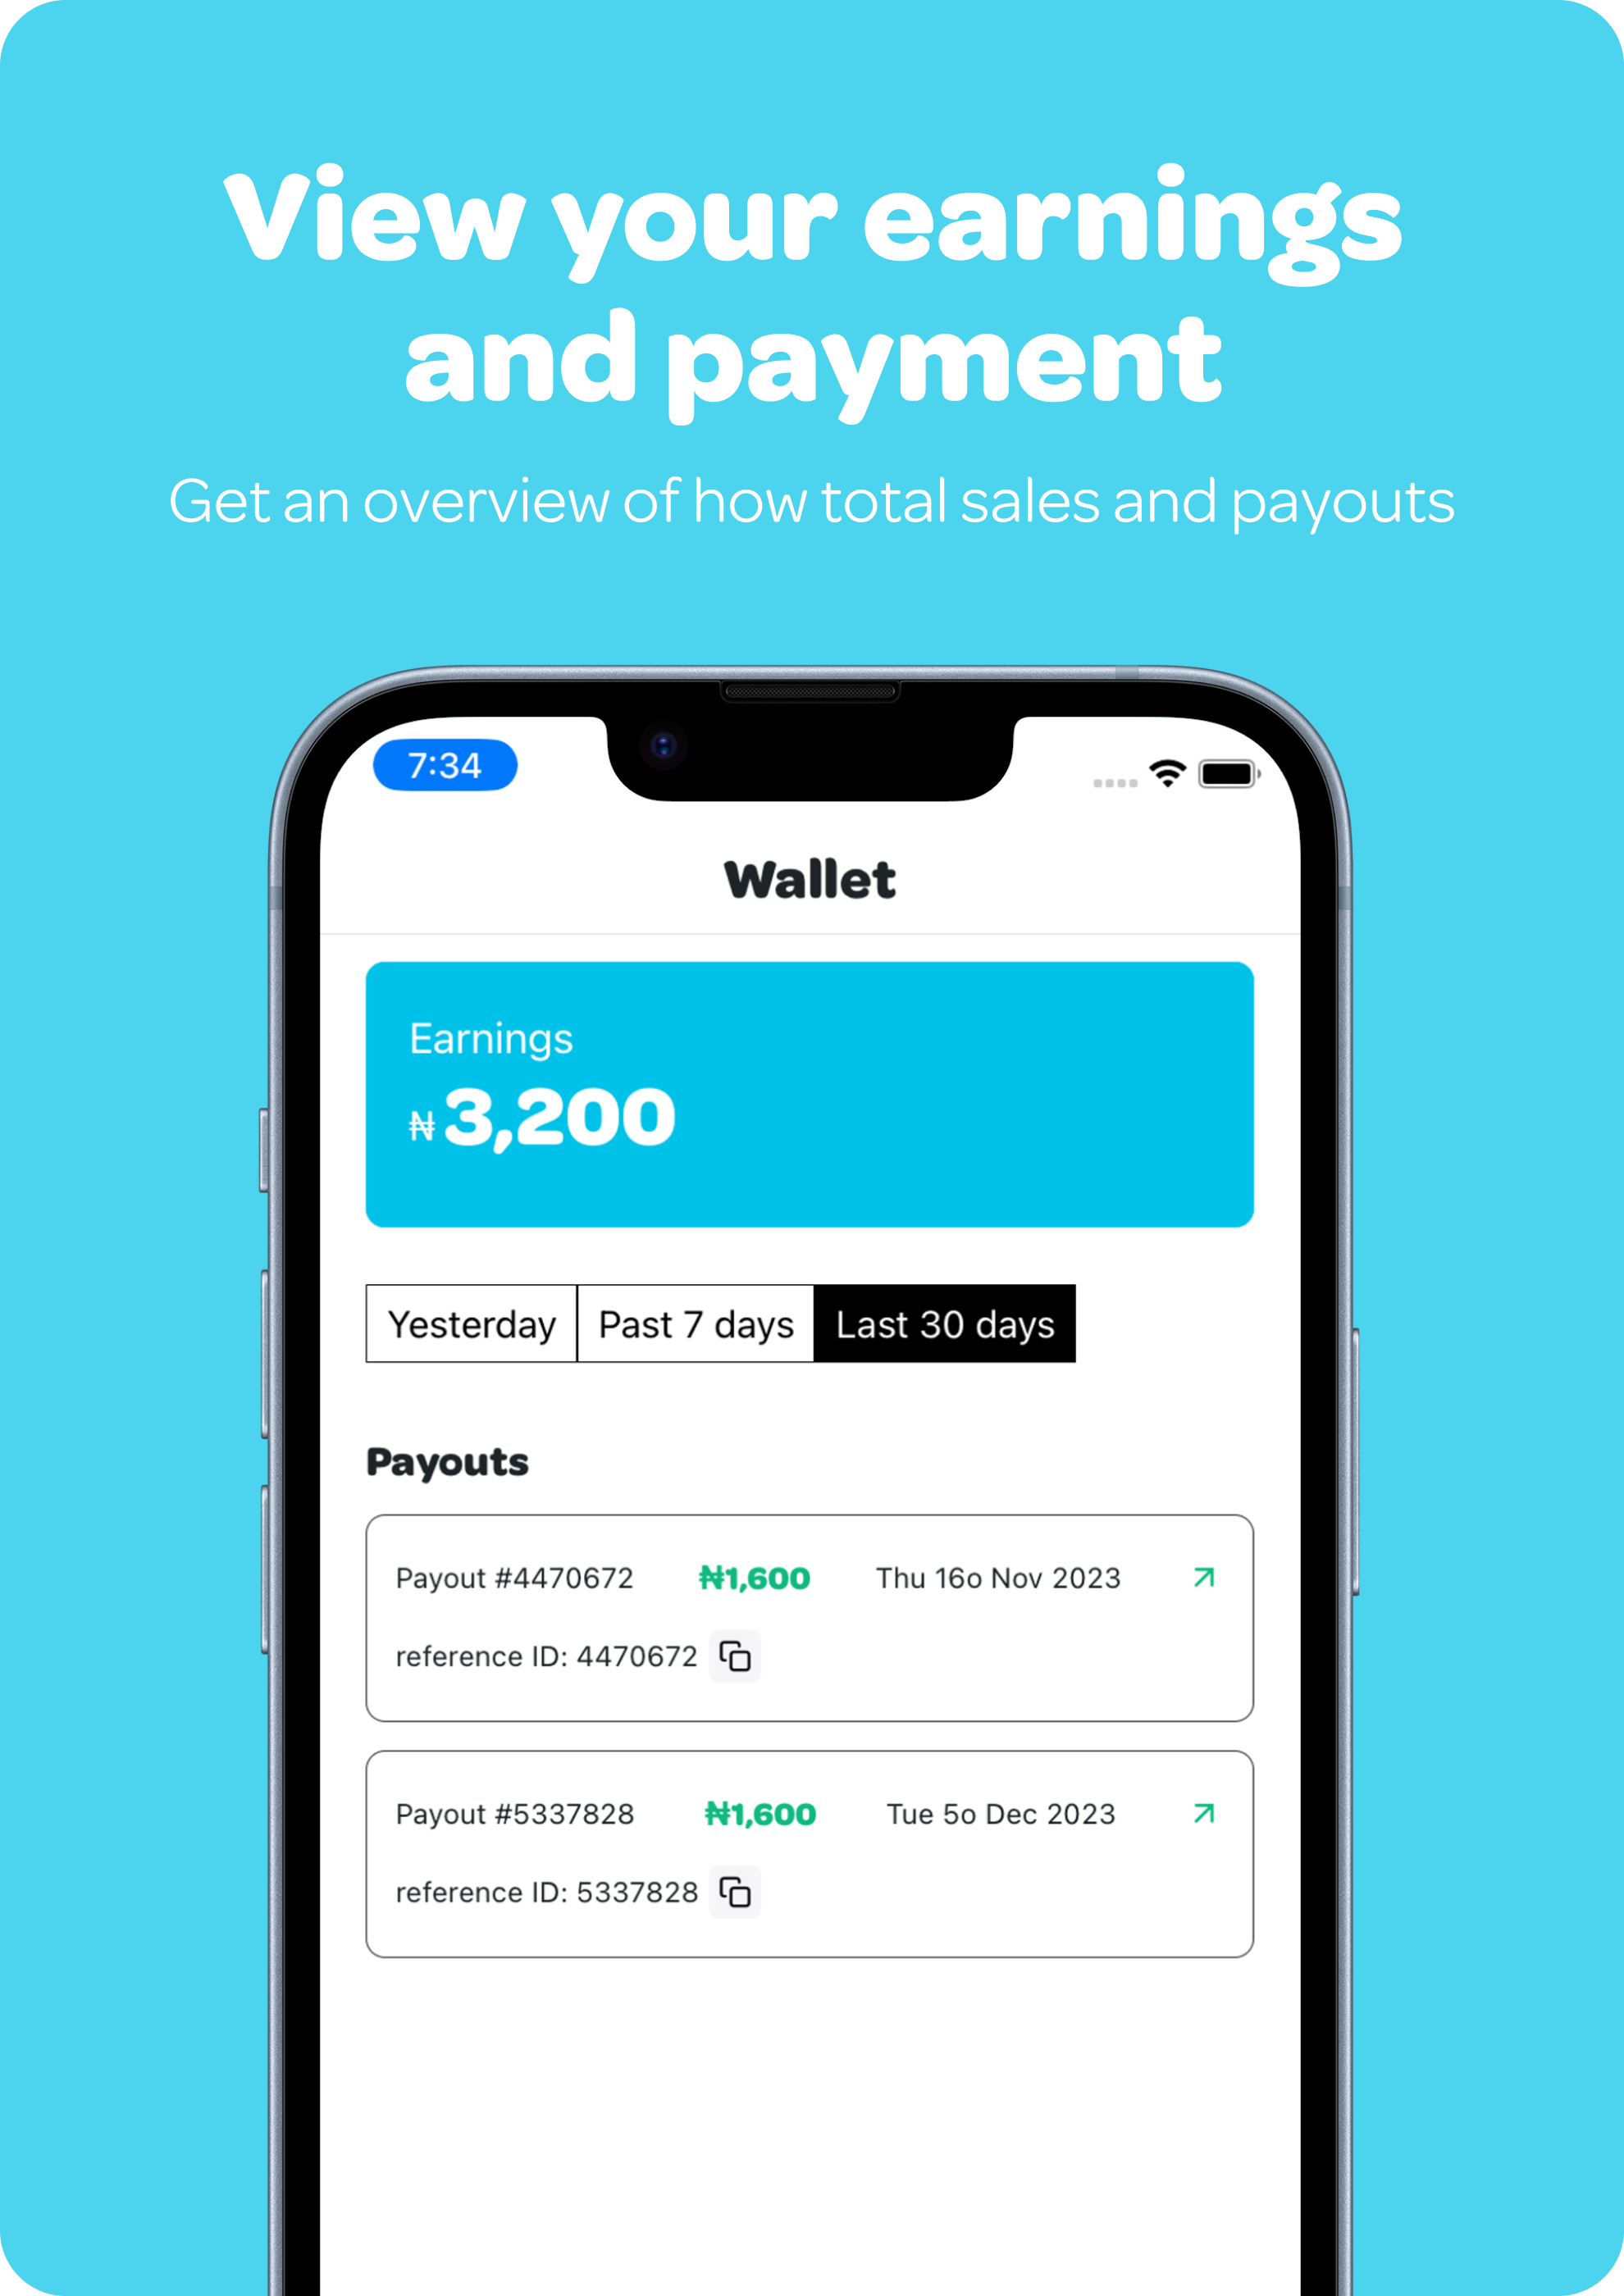 View your earnings
and payment
Get an overview of how total sales and payouts
7:34
Wallet
Earnings
₦ 3,200
Yesterday Past 7 days Last 30 days
Payouts
Payout #4470672 ₦1,600 Thu 16o Nov 2023
reference ID: 4470672
Payout #5337828 ₦1,600 Tue 5o Dec 2023
reference ID: 5337828